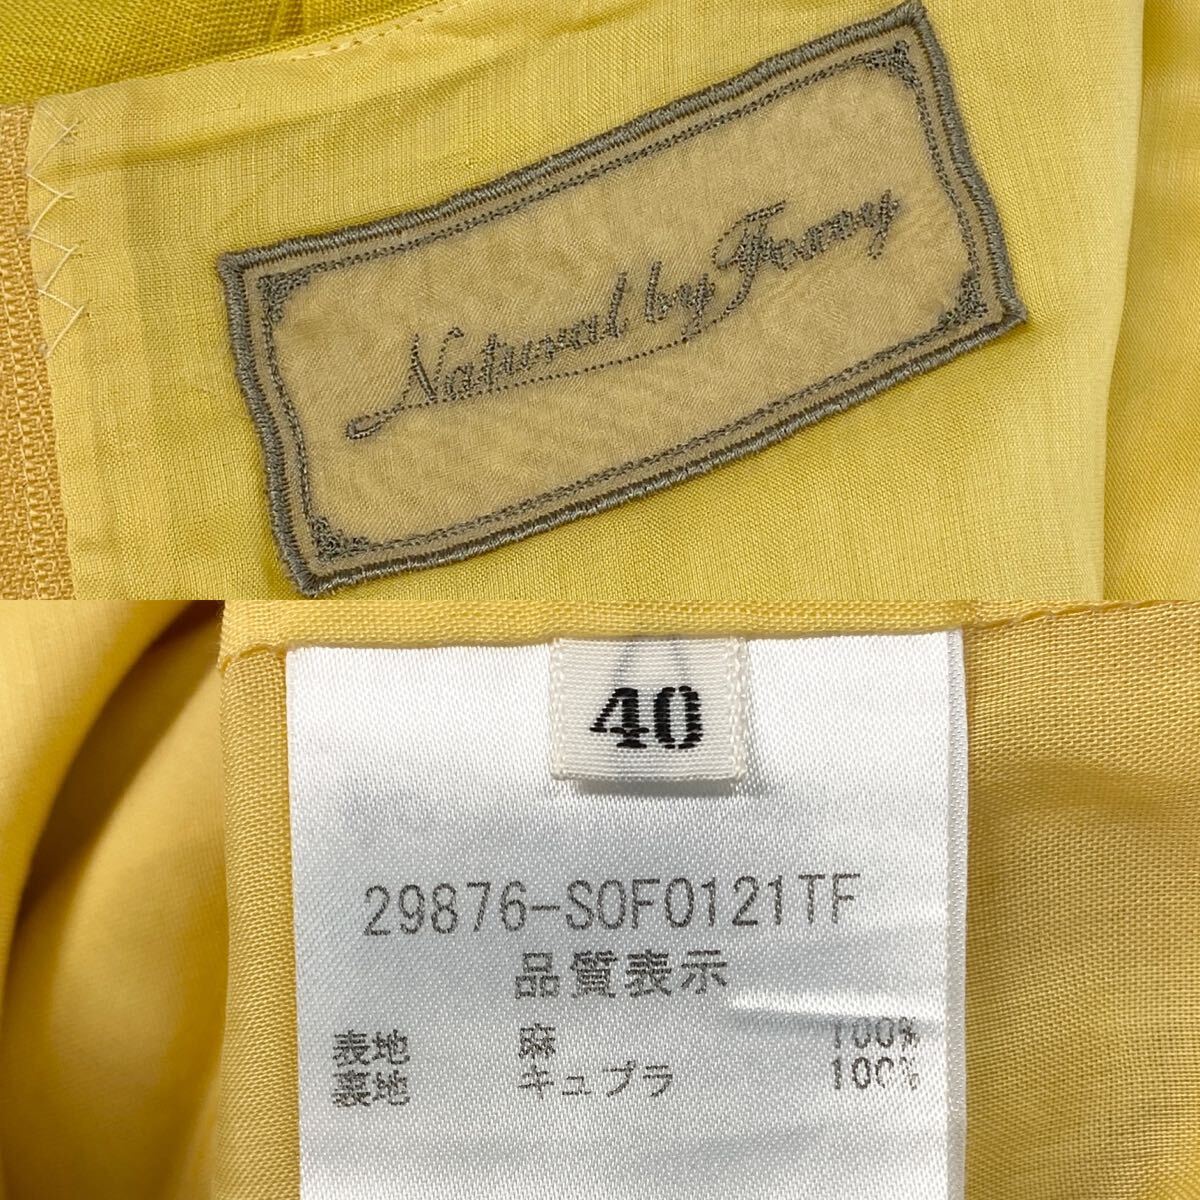 Natural by Foxey
40
29876-SOF0121TF
品質表示
表地 麻 100%
裏地 キュプラ 100%